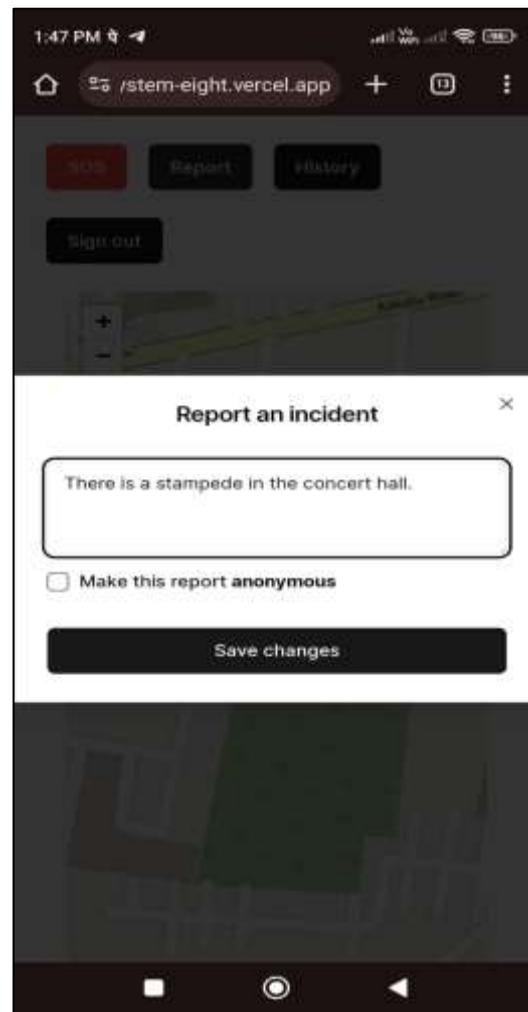 1:47 PM
/stem-eight.vercel.app
13
SOS Report History
Sign out
+
−
Report an incident
×
There is a stampede in the concert hall.
Make this report anonymous
Save changes